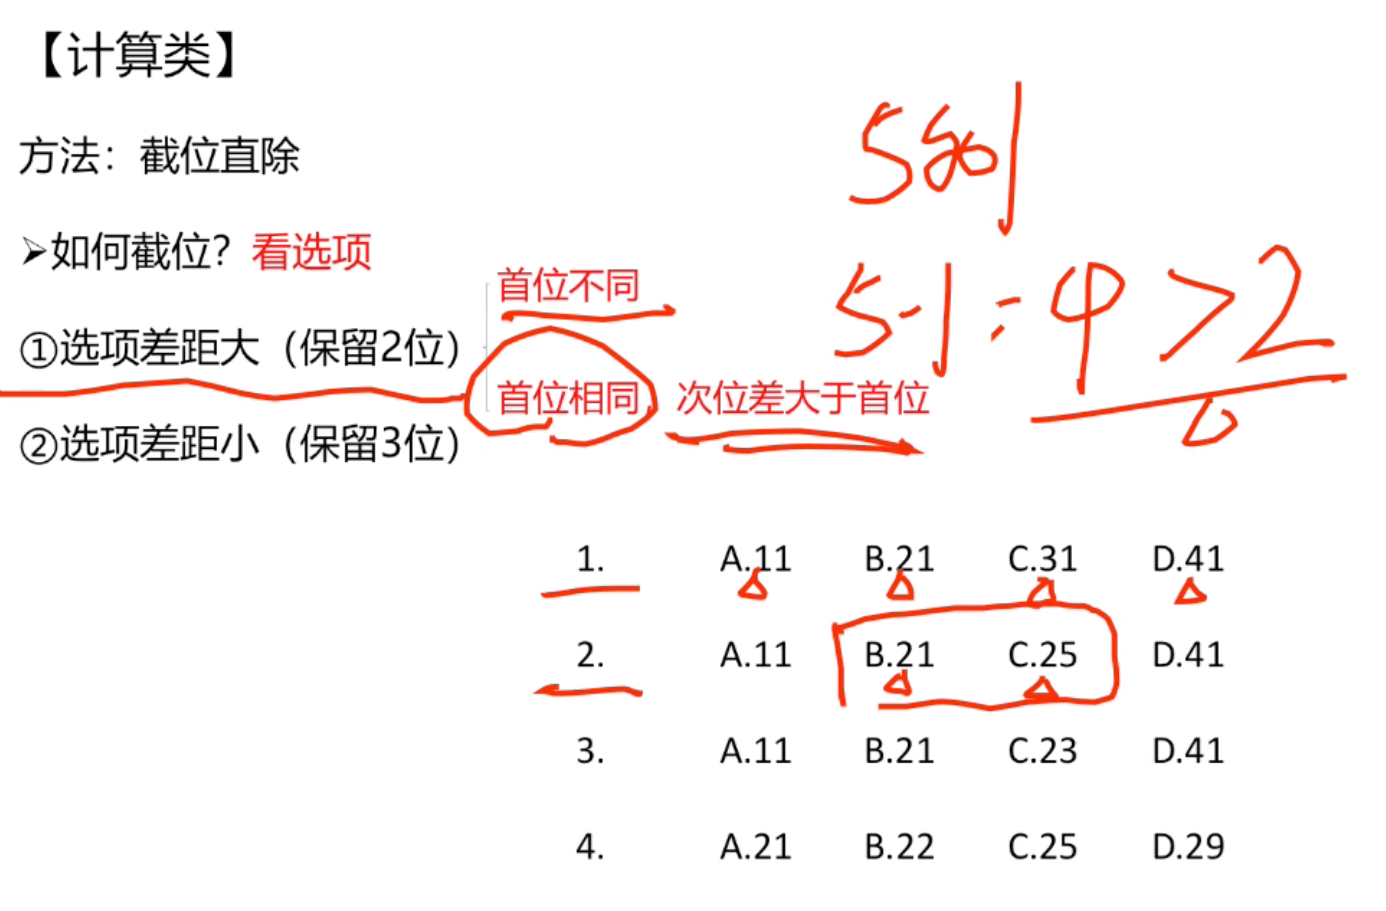 【计算类】
方法：截位直除
➢如何截位？看选项
首位不同
①选项差距大（保留2位）
首位相同 次位差大于首位
②选项差距小（保留3位）
5-1=4>2
1. A.11 B.21 C.31 D.41
2. A.11 B.21 C.25 D.41
3. A.11 B.21 C.23 D.41
4. A.21 B.22 C.25 D.29